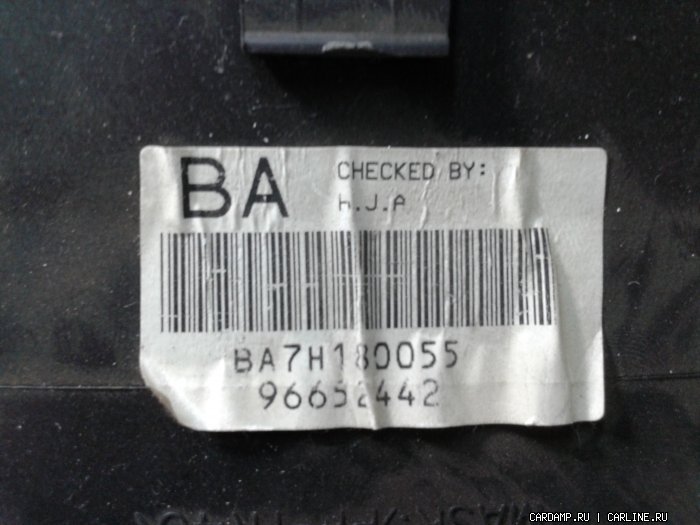 BA
CHECKED BY:
H.J.A
BA7H180055
96652442
CARDAMP.RU | CARLINE.RU